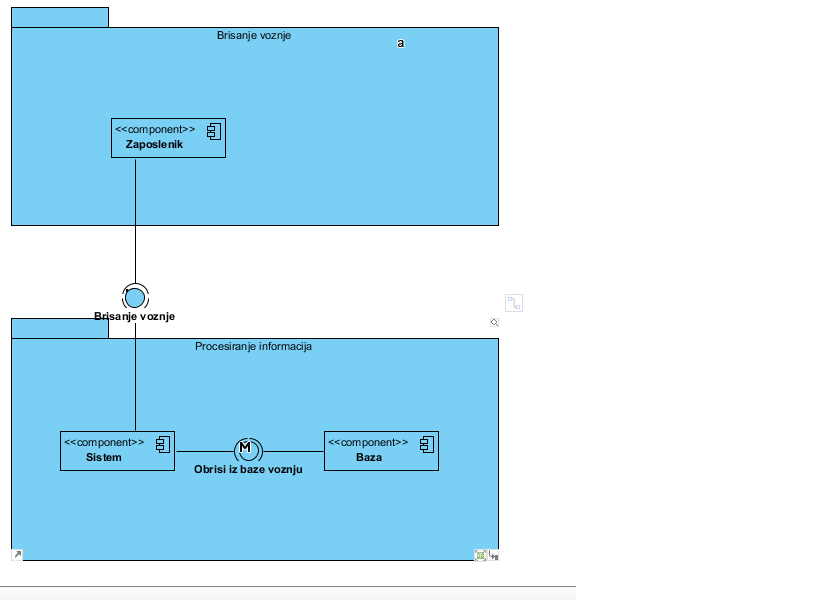 Brisanje voznje
a
<<component>>
Zaposlenik
Brisanje voznje
Procesiranje informacija
<<component>>
Sistem
M
Obrisi iz baze voznju
<<component>>
Baza